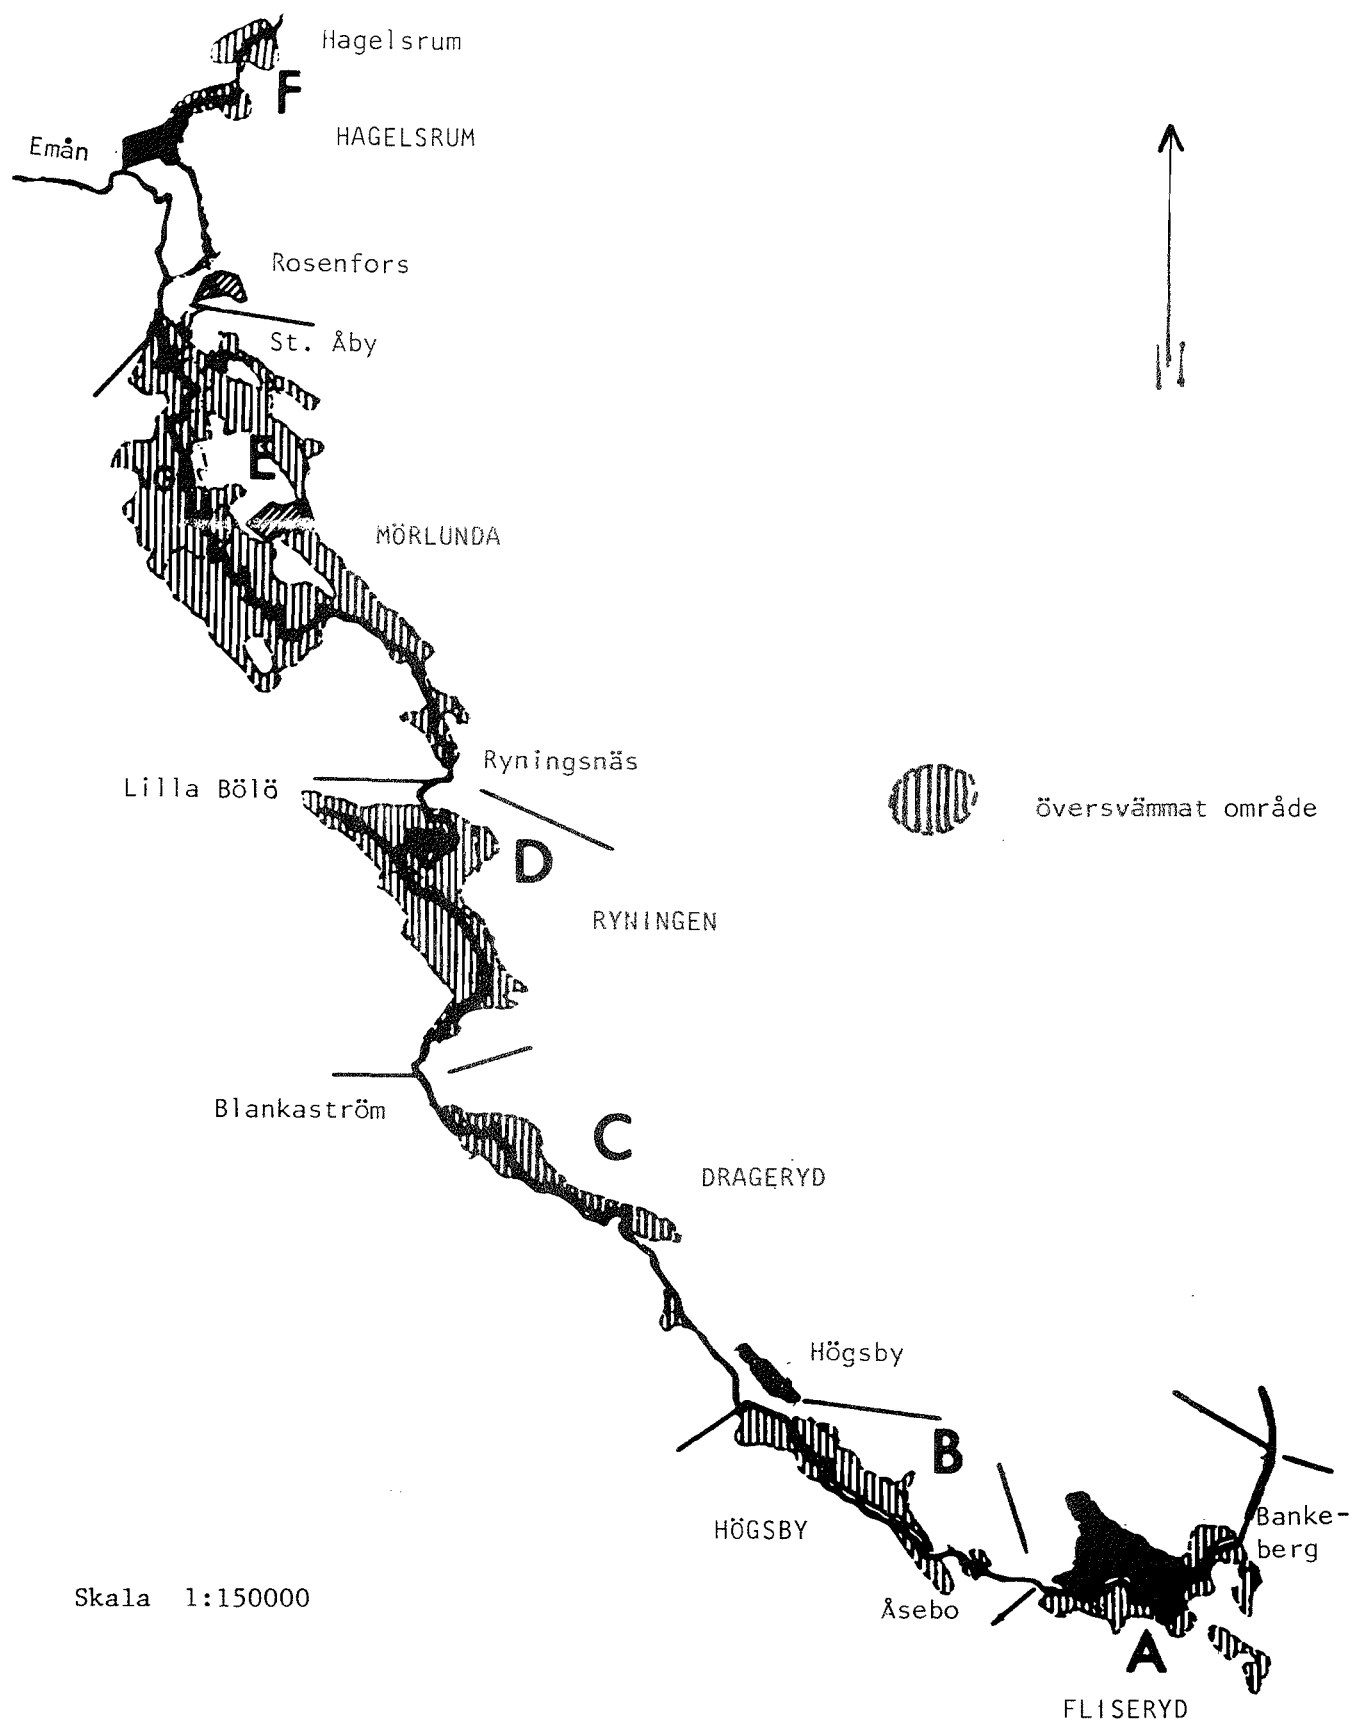 Hagelsrum
F
HAGELSRUM
Emån
Rosenfors
St. Åby
E
MÖRLUNDA
Ryningsnäs
Lilla Bölö
översvämmat område
D
RYNINGEN
Blankaström
C
DRAGERYD
Högsby
B
HÖGSBY
Banke-
berg
Skala 1:150000
Åsebo
A
FLISERYD